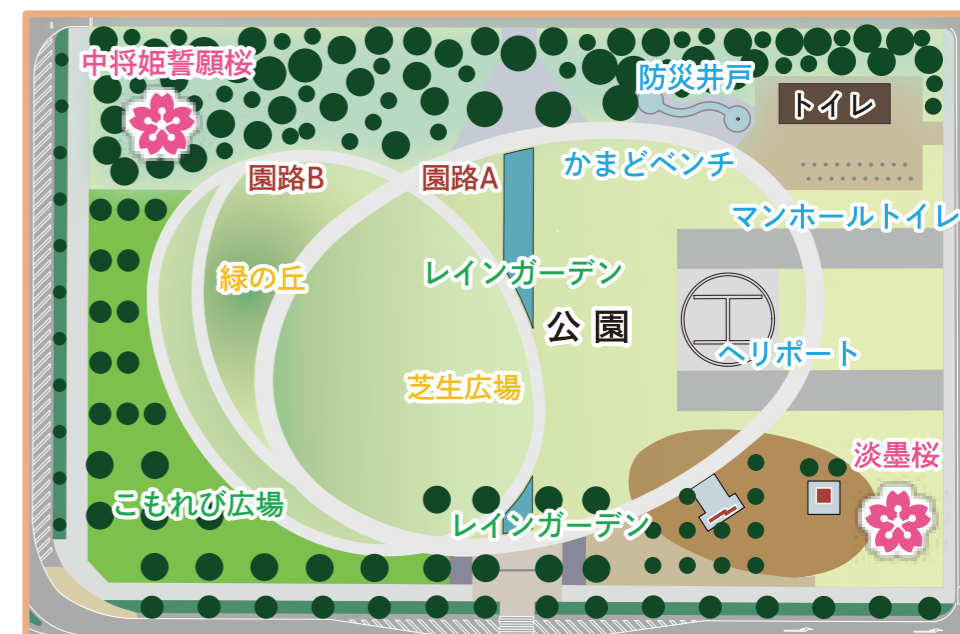 中将姫誓願桜
防災井戸
トイレ
園路B
園路A
かまどベンチ
マンホールトイレ
緑の丘
レインガーデン
公園
ヘリポート
芝生広場
淡墨桜
こもれび広場
レインガーデン